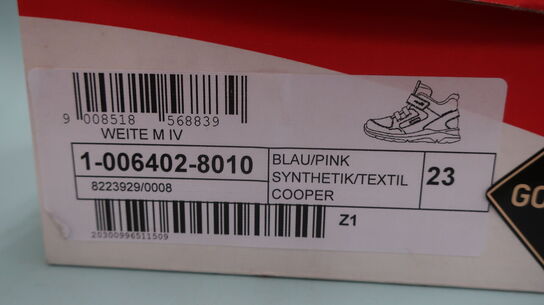 9 008518 568839
WEITE M IV
1-006402-8010
8223929/0008
BLAU/PINK
SYNTHETIK/TEXTIL
COOPER
23
Z1
20300996511509
GO